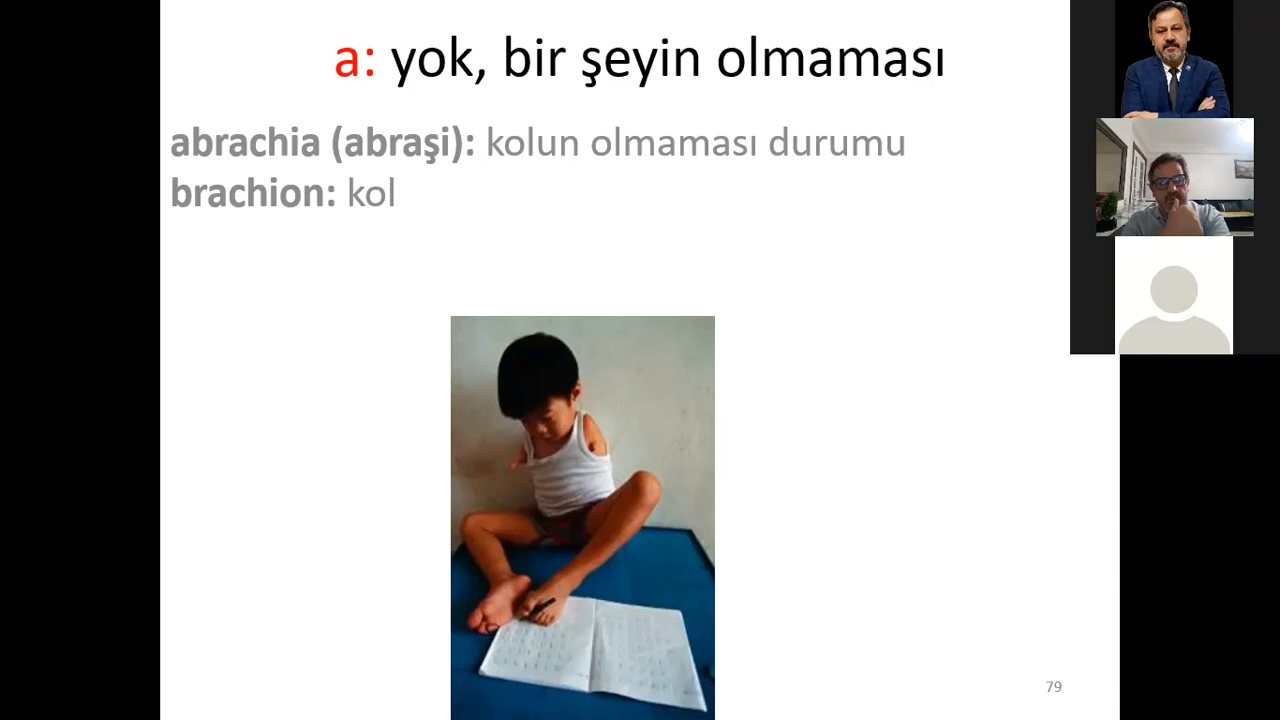 a: yok, bir şeyin olmaması
abrachia (abraşi): kolun olmaması durumu
brachion: kol
79